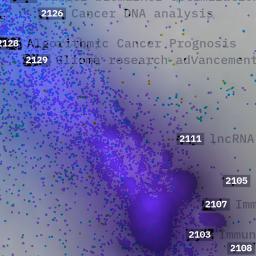 2126 Cancer DNA analysis
2128 Algorithmic Cancer Prognosis
2129 Glioma research advancement
2111 lncRNA
2105
2107 Imm
2103 Immun
2108